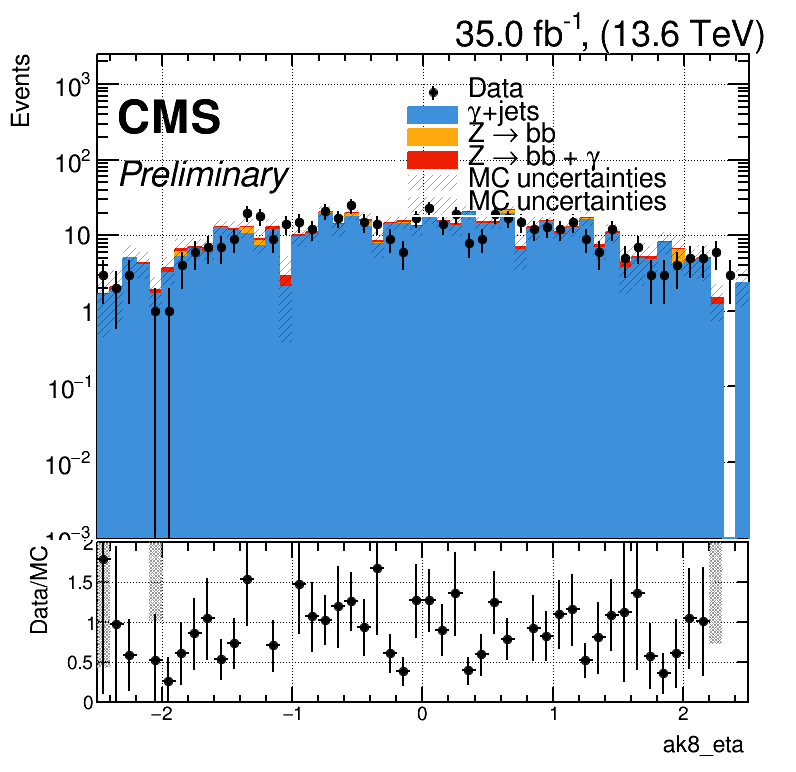 35.0 fb⁻¹, (13.6 TeV)
Events
10³
10²
10
1
10⁻¹
10⁻²
10⁻³
CMS
Preliminary
Data
γ+jets
Z → bb
Z → bb + γ
MC uncertainties
MC uncertainties
Data/MC
2
1.5
1
0.5
0
−2 −1 0 1 2
ak8_eta